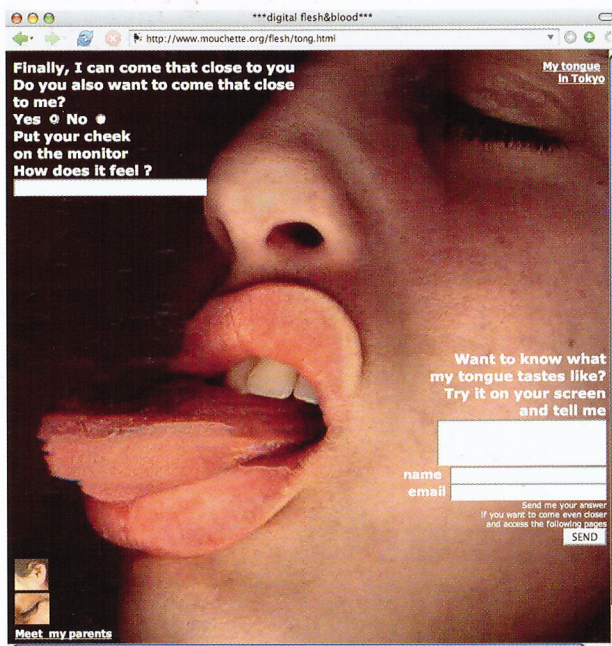 ***digital flesh&blood***
http://www.mouchette.org/flesh/tong.html
Finally, I can come that close to you
Do you also want to come that close
to me?
Yes No
Put your cheek
on the monitor
How does it feel ?
My tongue
in Tokyo
Want to know what
my tongue tastes like?
Try it on your screen
and tell me
name
email
Send me your answer
if you want to come even closer
and access the following pages
SEND
Meet my parents